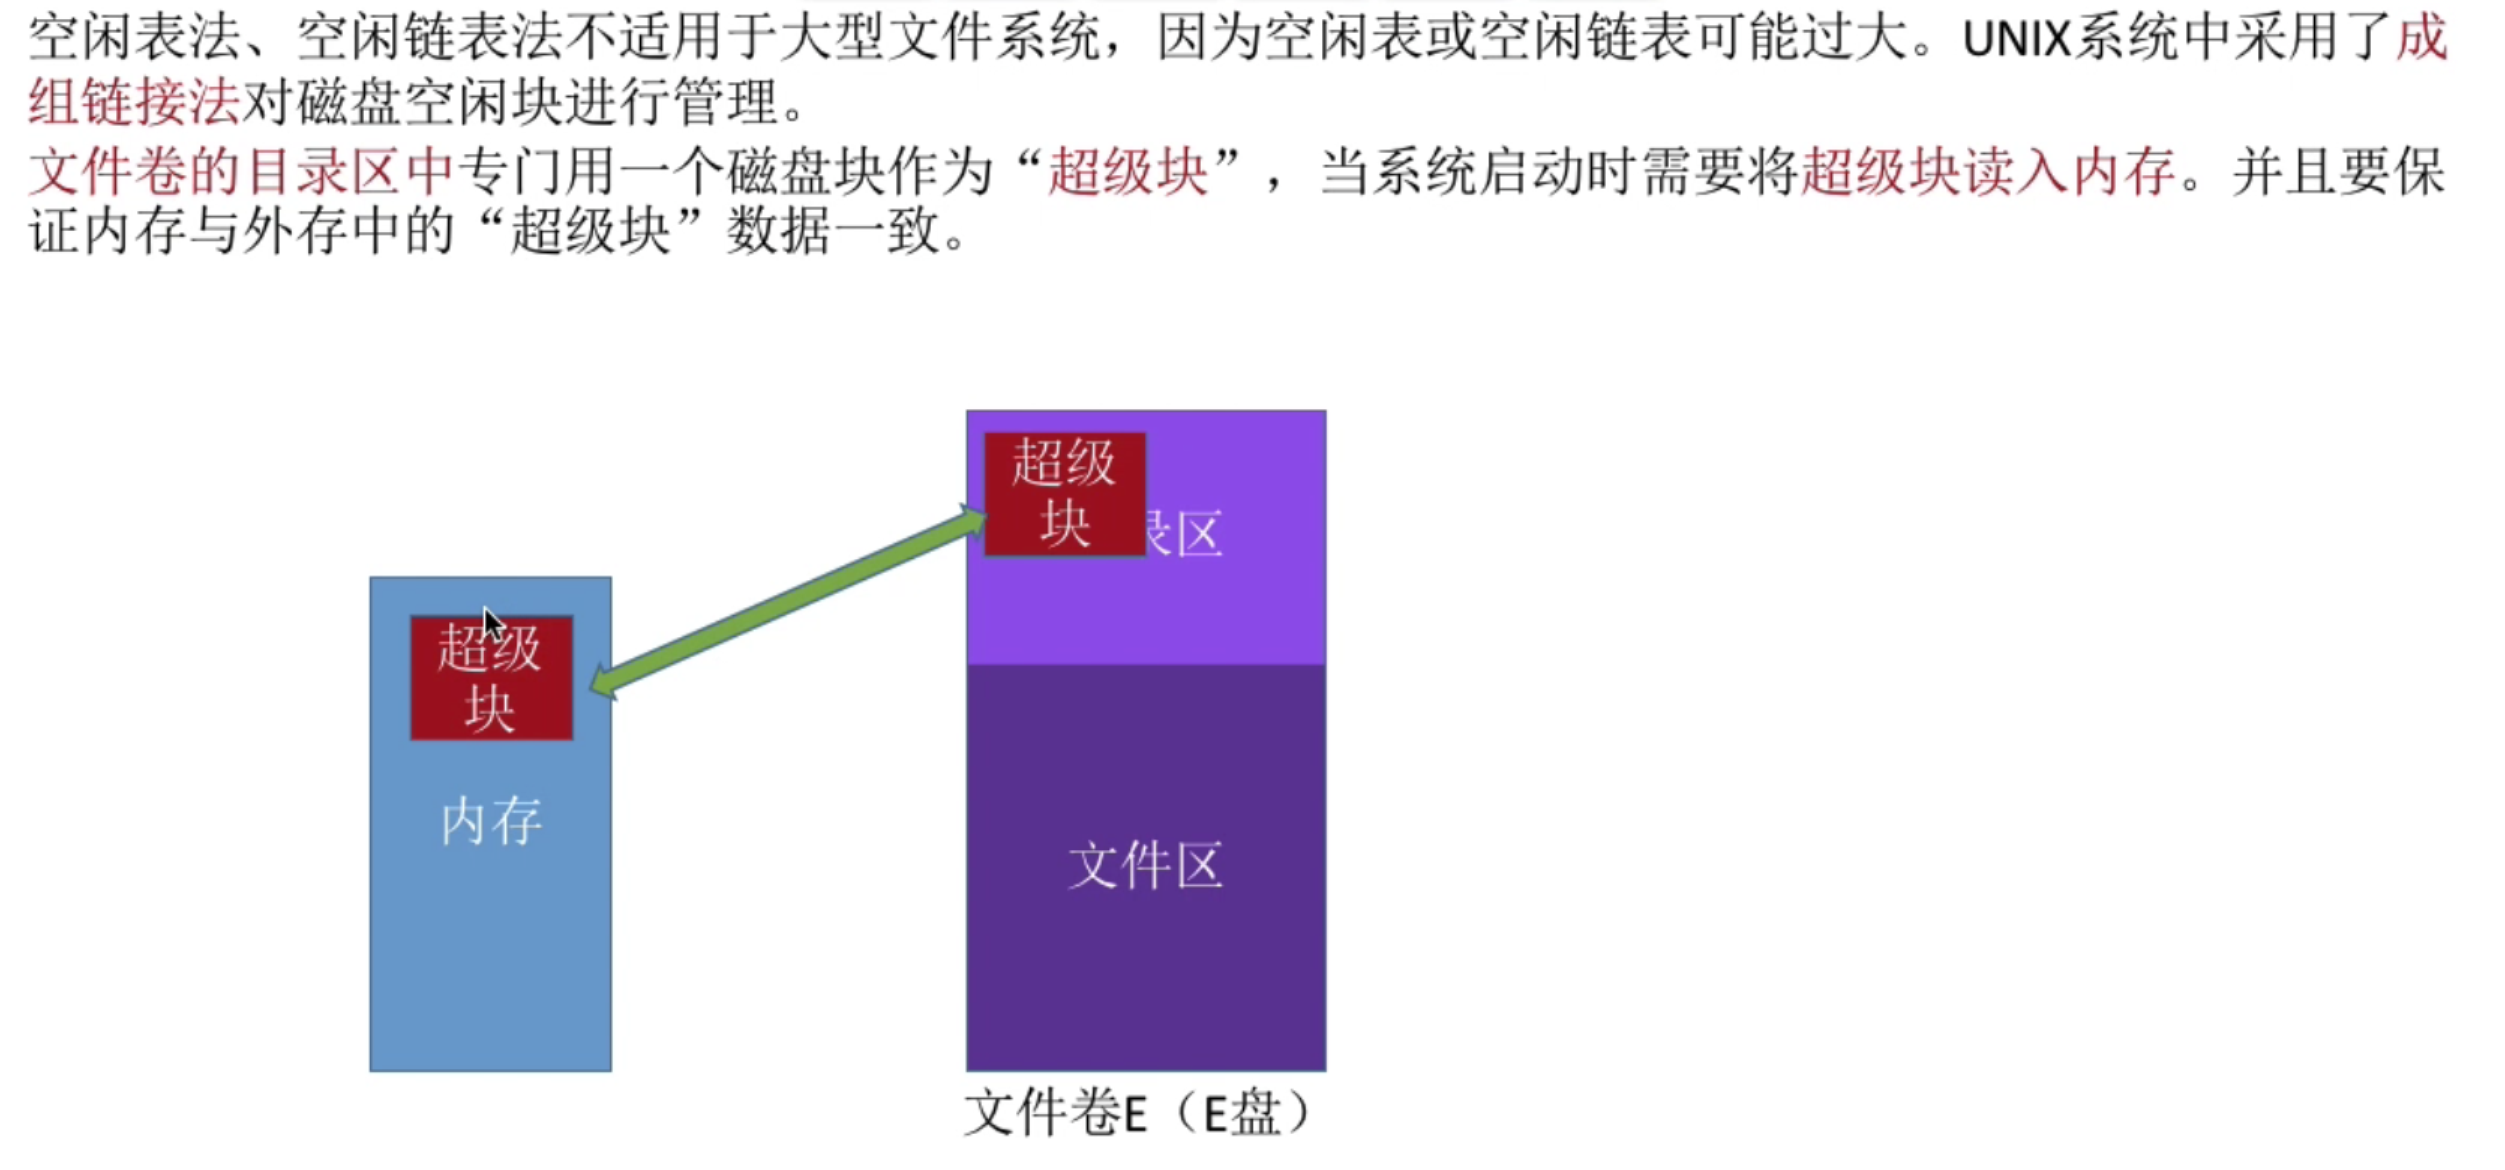 空闲表法、空闲链表法不适用于大型文件系统，因为空闲表或空闲链表可能过大。UNIX系统中采用了成
组链接法对磁盘空闲块进行管理。
文件卷的目录区中专门用一个磁盘块作为“超级块”，当系统启动时需要将超级块读入内存。并且要保
证内存与外存中的“超级块”数据一致。
超级
块
录区
超级
块
内存
文件区
文件卷E（E盘）